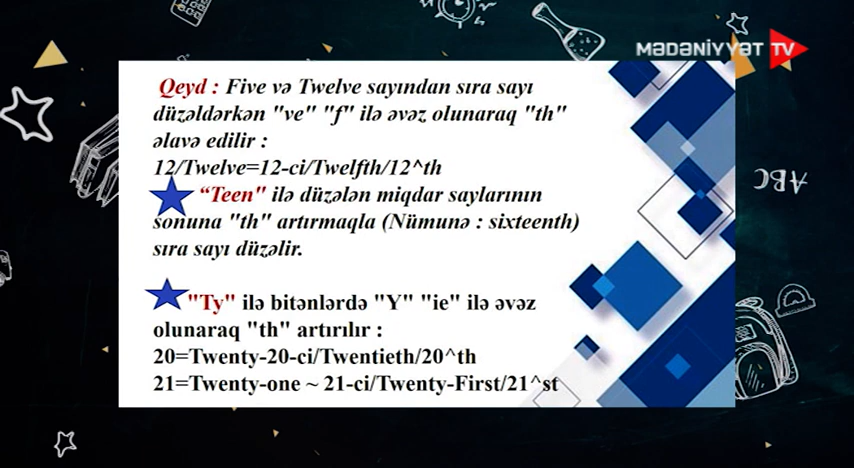 MƏDƏNİYYƏT TV
Qeyd : Five və Twelve sayından sıra sayı
düzəldərkən "ve" "f" ilə əvəz olunaraq "th"
əlavə edilir :
12/Twelve=12-ci/Twelfth/12^th
“Teen" ilə düzələn miqdar saylarının
sonuna "th" artırmaqla (Nümunə : sixteenth)
sıra sayı düzəlir.
"Ty" ilə bitənlərdə "Y" "ie" ilə əvəz
olunaraq "th" artırılır :
20=Twenty-20-ci/Twentieth/20^th
21=Twenty-one ~ 21-ci/Twenty-First/21^st
ABC